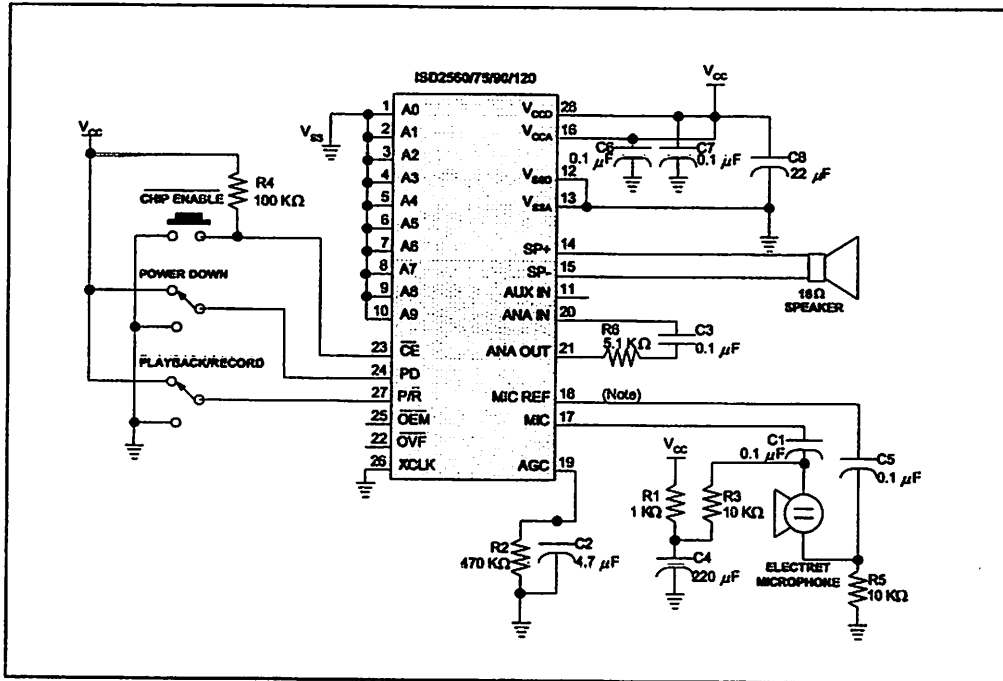 ISD2560/75/90/120
VCC
VSS
VCC
R4
100 KΩ
CHIP ENABLE
POWER DOWN
PLAYBACK/RECORD
1 A0
2 A1
3 A2
4 A3
5 A4
6 A5
7 A6
8 A7
9 A8
10 A9
23 CE
24 PD
27 P/R
25 OEM
22 OVF
26 XCLK
VCCD 28
VCCA 16
VSSD 12
VSSA 13
SP+ 14
SP- 15
AUX IN 11
ANA IN 20
ANA OUT 21
MIC REF 18 (Note)
MIC 17
AGC 19
C6
0.1 µF
C7
0.1 µF
C8
22 µF
16Ω
SPEAKER
R6
5.1 KΩ
C3
0.1 µF
C1
0.1 µF
C5
0.1 µF
VCC
R1
1 KΩ
R3
10 KΩ
C4
220 µF
ELECTRET
MICROPHONE
R5
10 KΩ
R2
470 KΩ
C2
4.7 µF